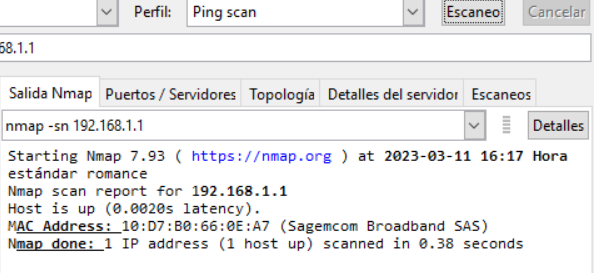 Perfil: Ping scan Escaneo Cancelar
68.1.1
Salida Nmap Puertos / Servidores Topología Detalles del servidor Escaneos
nmap -sn 192.168.1.1 Detalles
Starting Nmap 7.93 ( https://nmap.org ) at 2023-03-11 16:17 Hora
estándar romance
Nmap scan report for 192.168.1.1
Host is up (0.0020s latency).
MAC Address: 10:D7:B0:66:0E:A7 (Sagemcom Broadband SAS)
Nmap done: 1 IP address (1 host up) scanned in 0.38 seconds